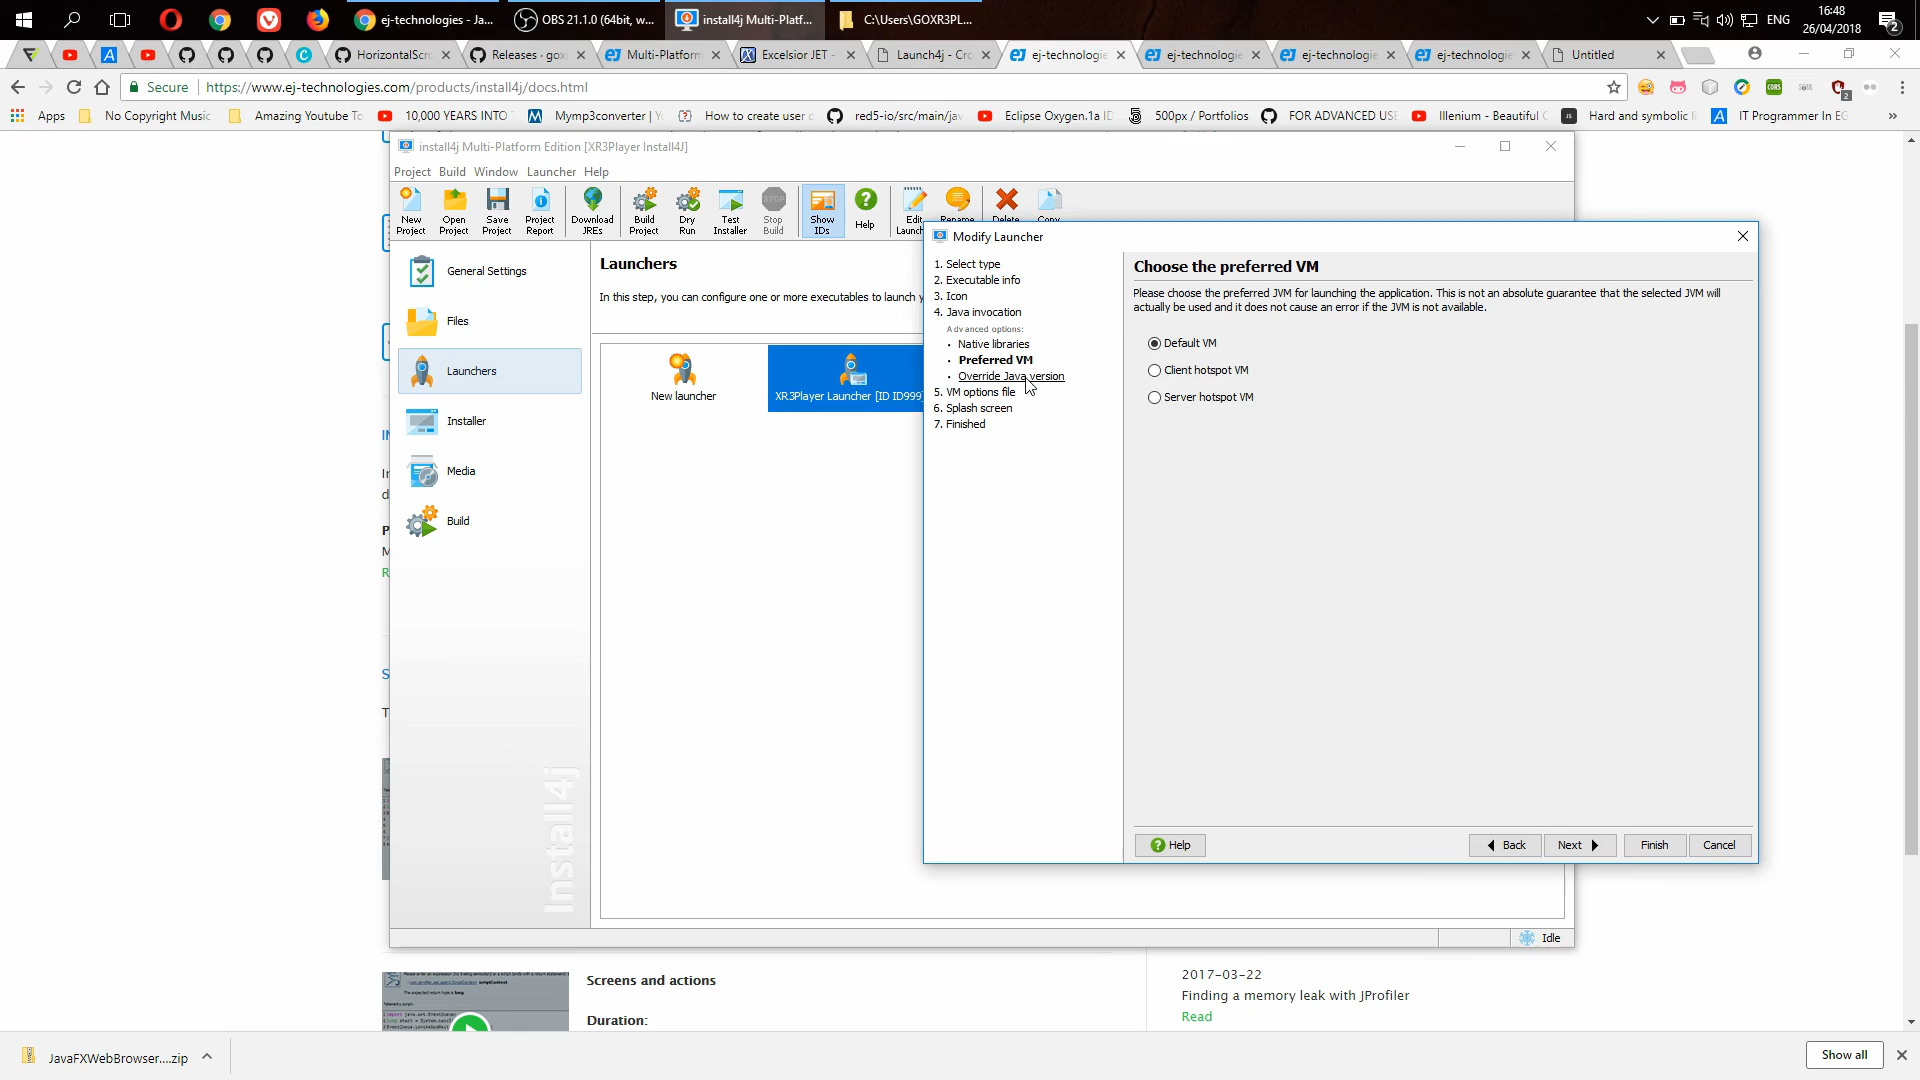 ej-technologies - Ja...
OBS 21.1.0 (64bit, w...
install4j Multi-Platf...
C:\Users\GOXR3PL...
ENG
16:48
26/04/2018
2
HorizontalScro
Releases · gox
Multi-Platform
Excelsior JET -
Launch4j - Cro
ej-technologie
ej-technologie
ej-technologie
ej-technologie
Untitled
Secure
https://www.ej-technologies.com/products/install4j/docs.html
Apps
No Copyright Music
Amazing Youtube To
10,000 YEARS INTO
Mymp3converter | Y
How to create user d
red5-io/src/main/jav
Eclipse Oxygen.1a ID
500px / Portfolios
FOR ADVANCED USE
Illenium - Beautiful C
Hard and symbolic li
IT Programmer In EG
»
install4j Multi-Platform Edition [XR3Player Install4J]
Project Build Window Launcher Help
New Project
Open Project
Save Project
Project Report
Download JREs
Build Project
Dry Run
Test Installer
STOP
Stop Build
Show IDs
Help
Edit Launch
Rename
Delete
Copy
General Settings
Files
Launchers
Installer
Media
Build
install4j
Launchers
In this step, you can configure one or more executables to launch y
New launcher
XR3Player Launcher [ID ID999]
Modify Launcher
1. Select type
2. Executable info
3. Icon
4. Java invocation
Advanced options:
• Native libraries
• Preferred VM
• Override Java version
5. VM options file
6. Splash screen
7. Finished
Choose the preferred VM
Please choose the preferred JVM for launching the application. This is not an absolute guarantee that the selected JVM will
actually be used and it does not cause an error if the JVM is not available.
Default VM
Client hotspot VM
Server hotspot VM
Help
Back
Next
Finish
Cancel
Idle
Screens and actions
Duration:
2017-03-22
Finding a memory leak with JProfiler
Read
JavaFXWebBrowser....zip
Show all